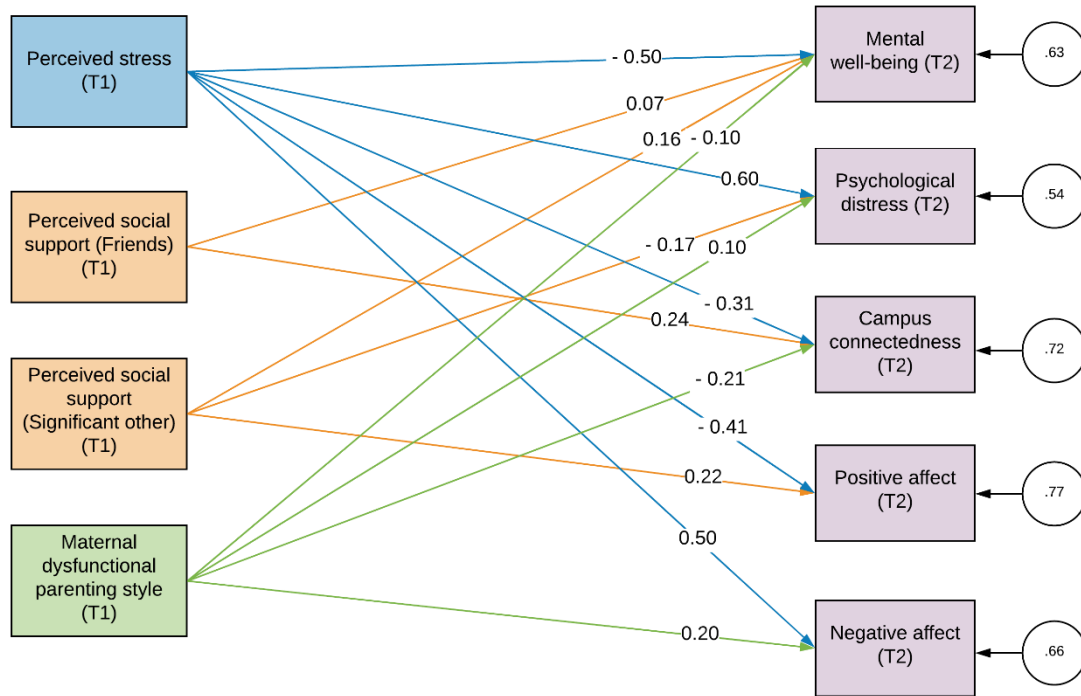 Perceived stress
(T1)
Perceived social
support (Friends)
(T1)
Perceived social
support
(Significant other)
(T1)
Maternal
dysfunctional
parenting style
(T1)
- 0.50
0.07
0.16
- 0.10
0.60
- 0.17
0.10
- 0.31
0.24
- 0.21
- 0.41
0.22
0.50
0.20
Mental
well-being (T2)
Psychological
distress (T2)
Campus
connectedness
(T2)
Positive affect
(T2)
Negative affect
(T2)
.63
.54
.72
.77
.66